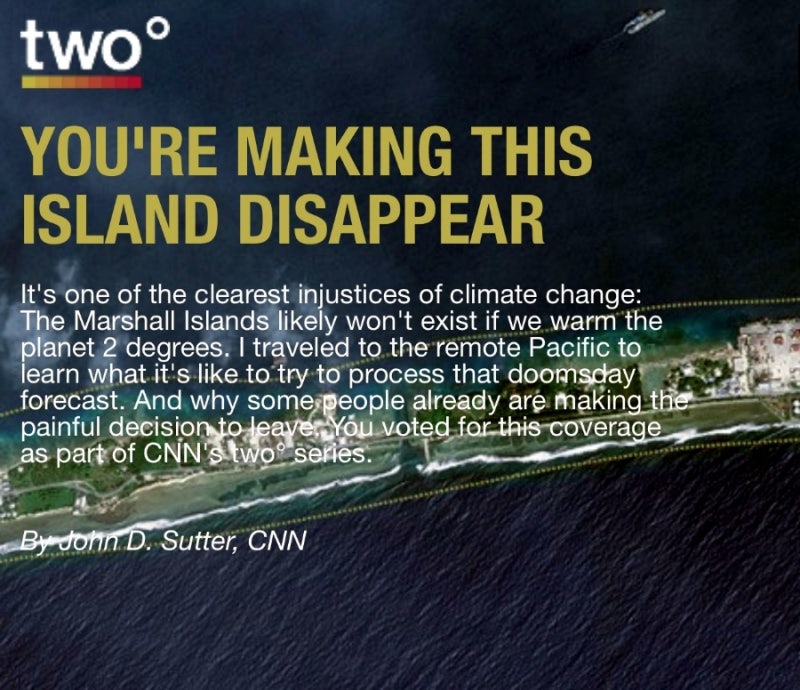 two°
YOU'RE MAKING THIS
ISLAND DISAPPEAR
It's one of the clearest injustices of climate change:
The Marshall Islands likely won't exist if we warm the
planet 2 degrees. I traveled to the remote Pacific to
learn what it's like to try to process that doomsday
forecast. And why some people already are making the
painful decision to leave. You voted for this coverage
as part of CNN's two° series.
By John D. Sutter, CNN